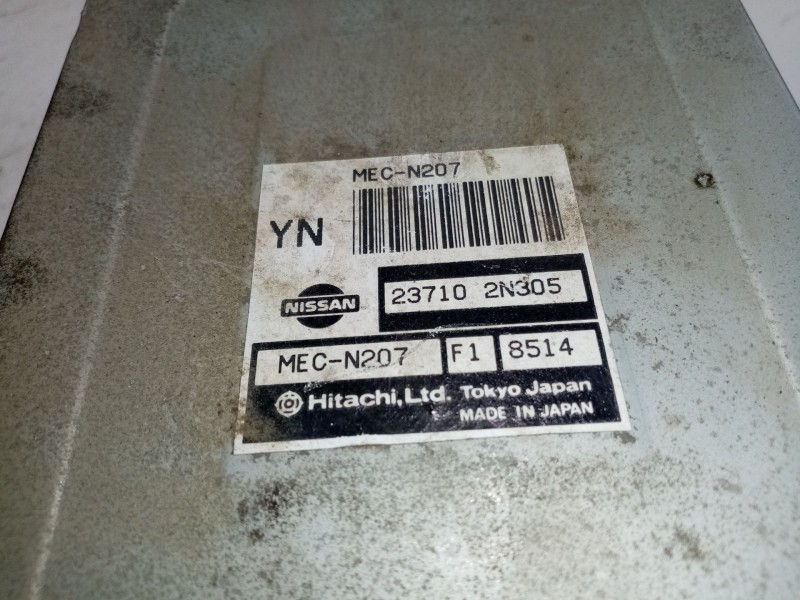 MEC-N207
YN
NISSAN
23710 2N305
MEC-N207 F1 8514
Hitachi, Ltd. Tokyo Japan
MADE IN JAPAN